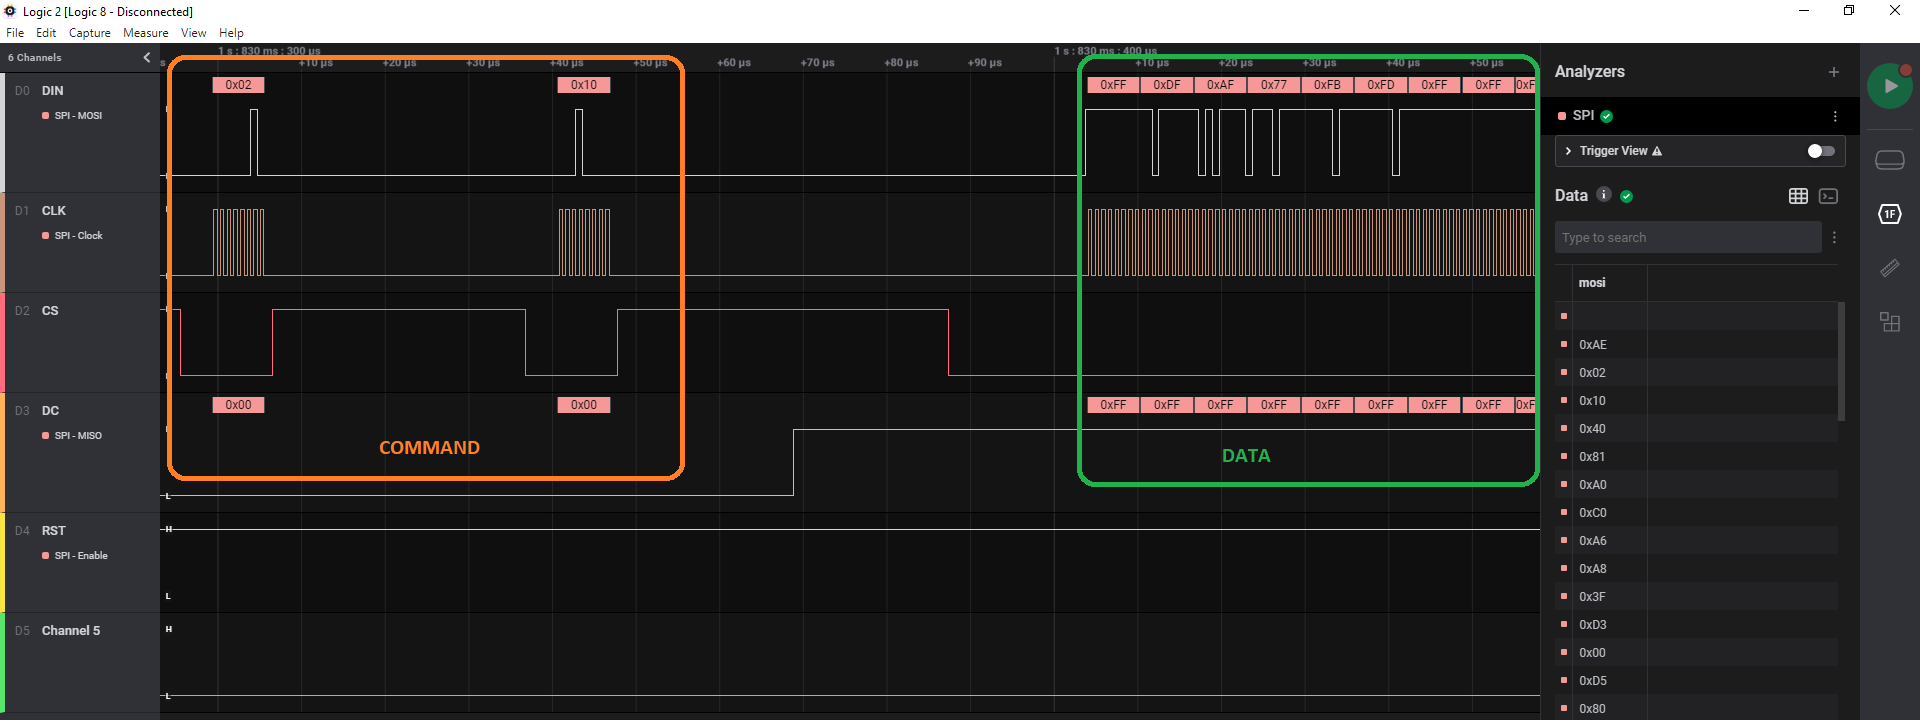 Logic 2 [Logic 8 - Disconnected]
File Edit Capture Measure View Help
6 Channels
s
1 s : 830 ms : 300 µs
1 s : 830 ms : 400 µs
+10 µs +20 µs +30 µs +40 µs +50 µs +60 µs +70 µs +80 µs +90 µs +10 µs +20 µs +30 µs +40 µs +50 µs
D0 DIN
SPI - MOSI
0x02 0x10 0xFF 0xDF 0xAF 0x77 0xFB 0xFD 0xFF 0xFF 0xF
D1 CLK
SPI - Clock
D2 CS
D3 DC
SPI - MISO
0x00 0x00 0xFF 0xFF 0xFF 0xFF 0xFF 0xFF 0xFF 0xFF 0xF
COMMAND
DATA
L
D4 RST
SPI - Enable
H
L
D5 Channel 5
H
L
Analyzers
SPI
Trigger View
Data
Type to search
mosi
0xAE
0x02
0x10
0x40
0x81
0xA0
0xC0
0xA6
0xA8
0x3F
0xD3
0x00
0xD5
0x80
1F